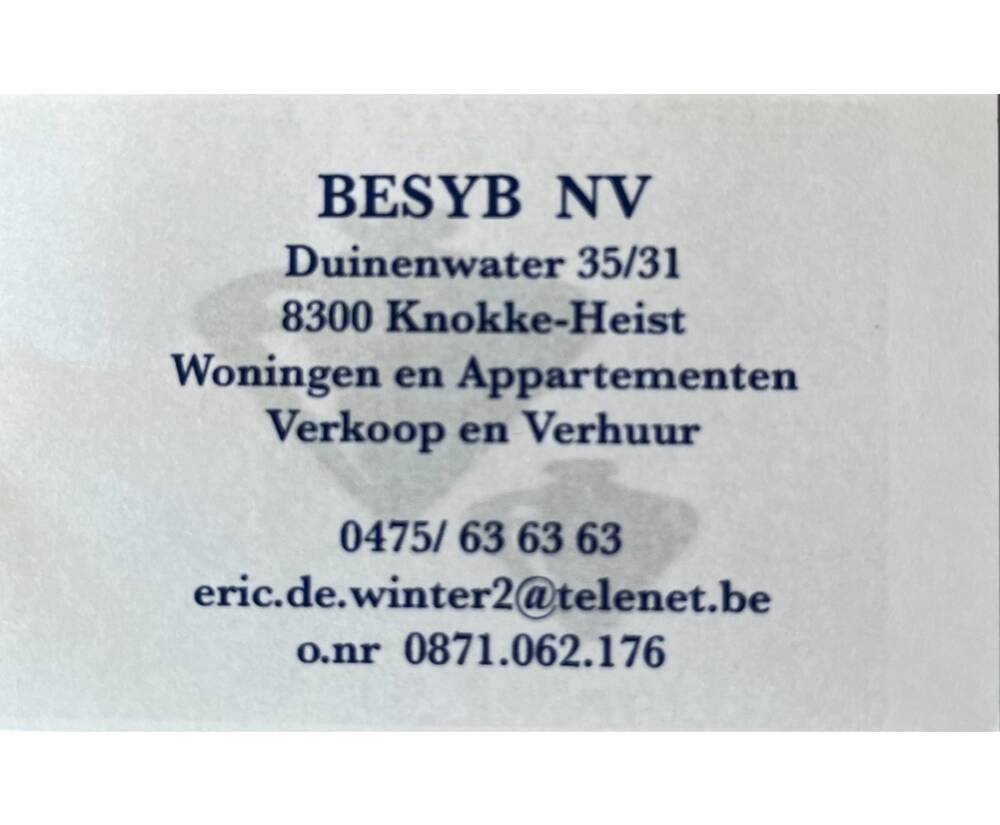 BESYB NV
Duinenwater 35/31
8300 Knokke-Heist
Woningen en Appartementen
Verkoop en Verhuur
0475/ 63 63 63
eric.de.winter2@telenet.be
o.nr 0871.062.176